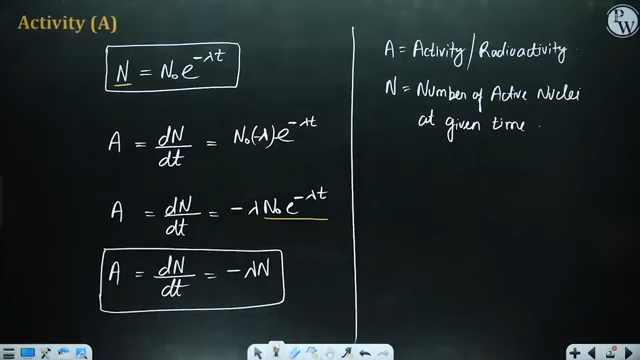 Activity (A)
PW
N = N₀e^{-λt}
A = dN/dt = N₀(-λ)e^{-λt}
A = dN/dt = -λN₀e^{-λt}
A = dN/dt = -λN
A = Activity / Radioactivity.
N = Number of Active Nuclei
at given time.